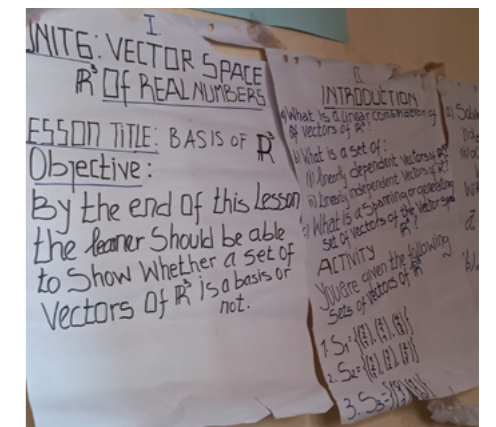 I
UNIT 6: VECTOR SPACE
ℝ³ OF REAL NUMBERS
LESSON TITLE: BASIS OF ℝ³
Objective:
By the end of this Lesson
the learner should be able
to show whether a set of
vectors of ℝ³ is a basis or
not.
II
INTRODUCTION
a) What is a linear combination of
of vectors of ℝ³?
b) What is a set of:
(i) linearly dependent vectors of ℝ³?
ii) linearly independent vectors of ℝ³?
c) What is a spanning or generating
set of vectors of the vector space
ℝ³?
ACTIVITY
You are given the following
sets of vectors of ℝ³
1. S₁=
2. S₂=
3. S₃=
a) Solve